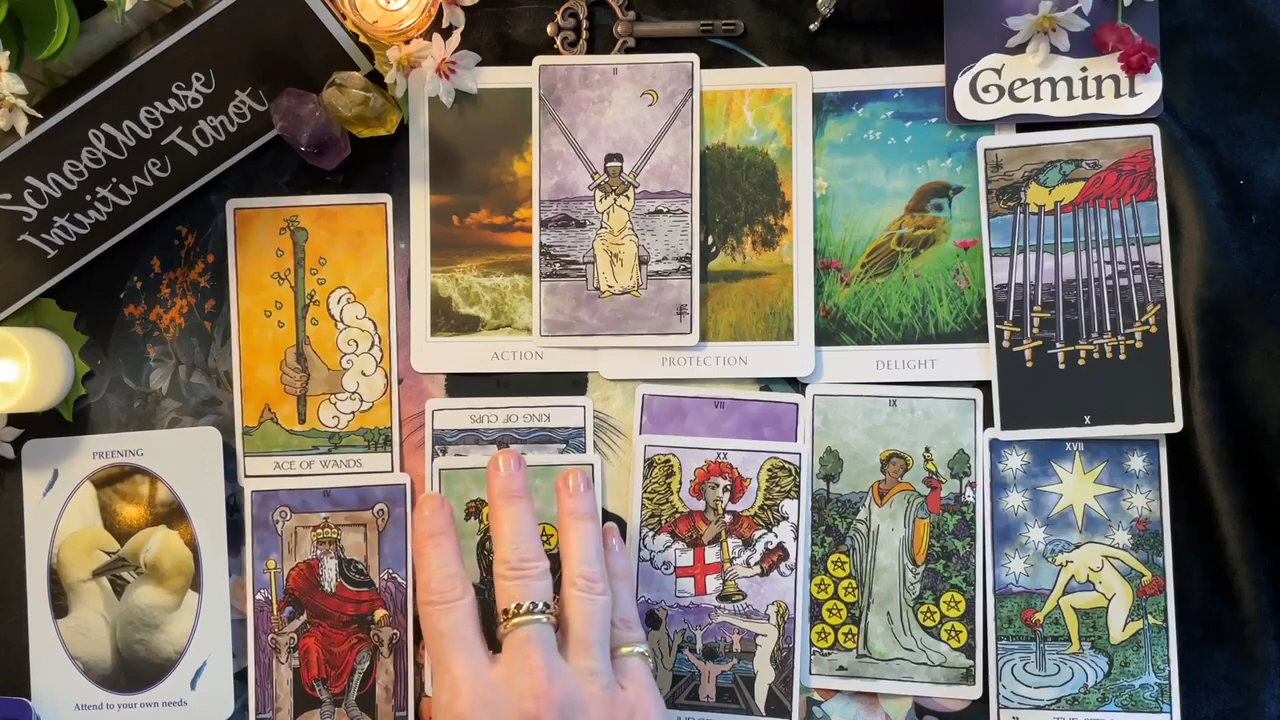 Schoolhouse
Intuitive Tarot
Gemini
II
ACTION
PROTECTION
DELIGHT
X
ACE OF WANDS.
KING OF CUPS.
VII
XX
IX
XVII
IV
PREENING
Attend to your own needs